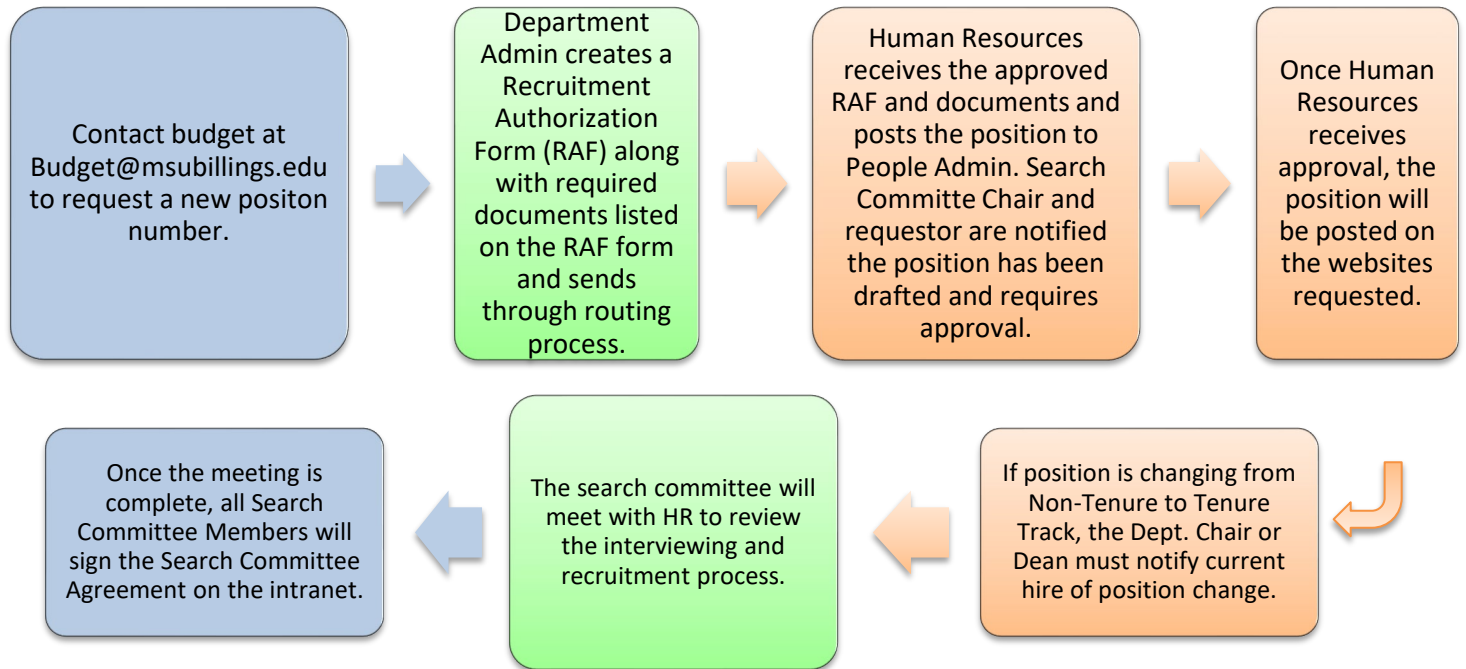 Contact budget at
Budget@msubillings.edu
to request a new positon
number.
Department
Admin creates a
Recruitment
Authorization
Form (RAF) along
with required
documents listed
on the RAF form
and sends
through routing
process.
Human Resources
receives the approved
RAF and documents and
posts the position to
People Admin. Search
Committe Chair and
requestor are notified
the position has been
drafted and requires
approval.
Once Human
Resources
receives
approval, the
position will
be posted on
the websites
requested.
If position is changing from
Non-Tenure to Tenure
Track, the Dept. Chair or
Dean must notify current
hire of position change.
The search committee will
meet with HR to review
the interviewing and
recruitment process.
Once the meeting is
complete, all Search
Committee Members will
sign the Search Committee
Agreement on the intranet.